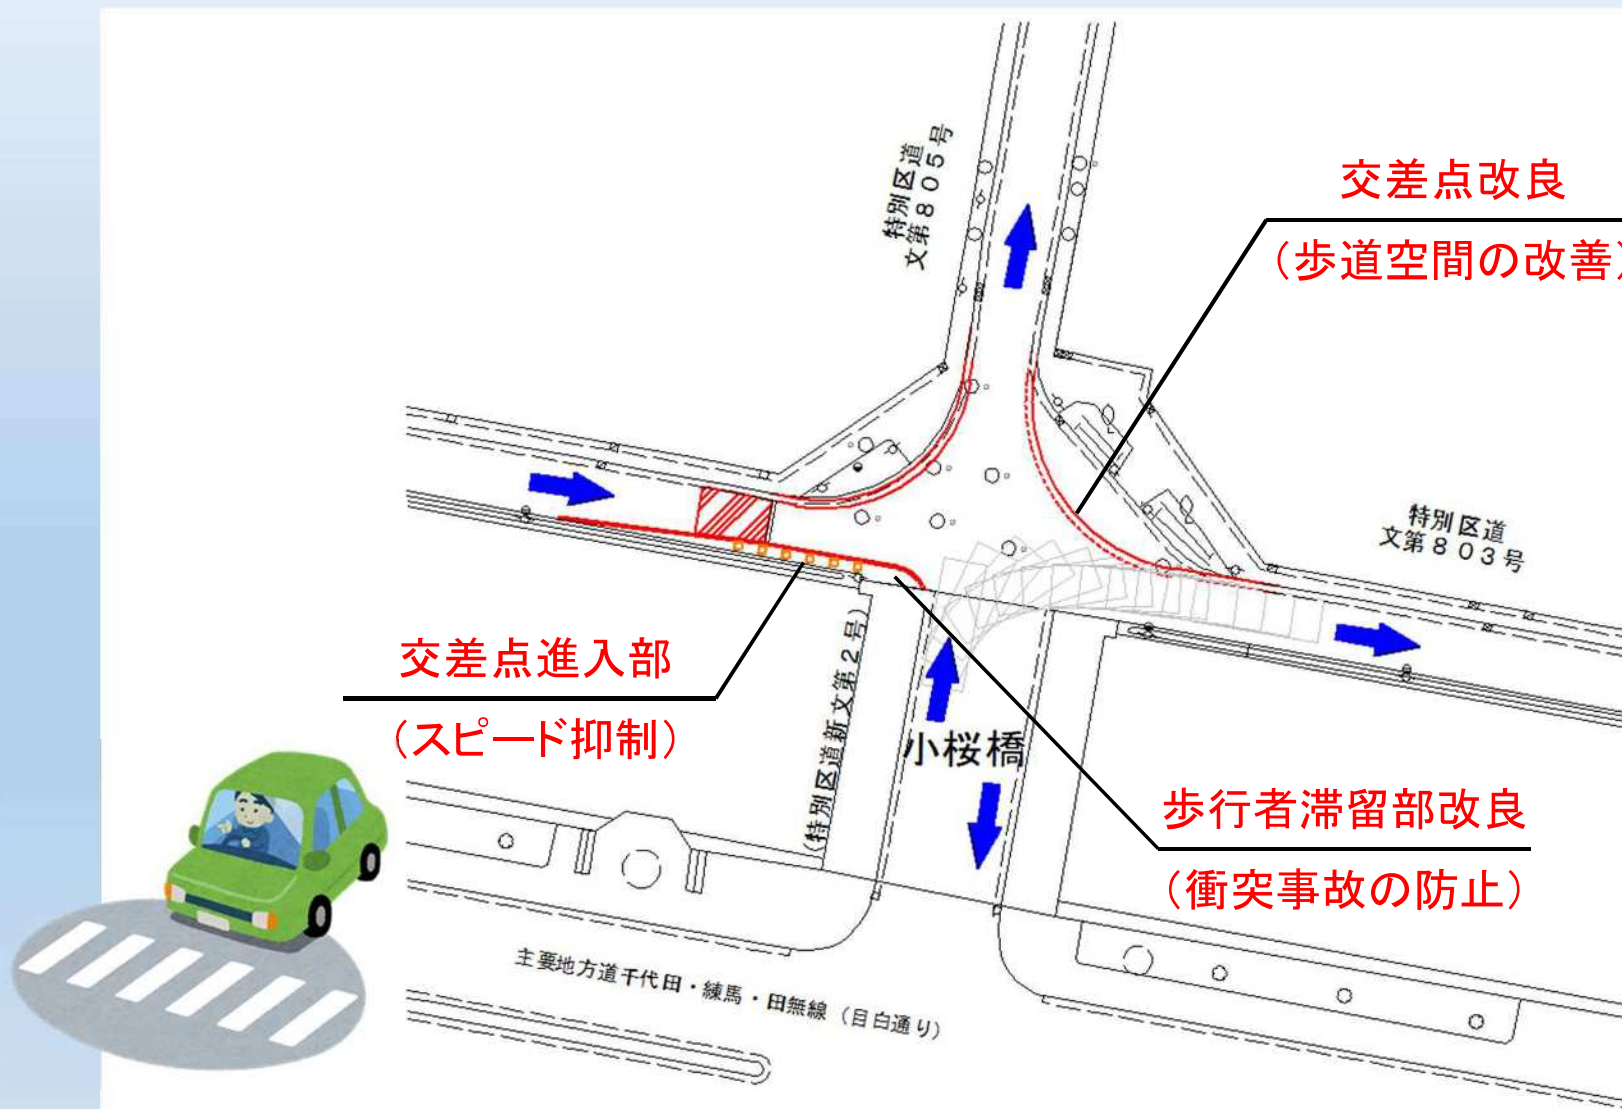 特別区道
文第８０５号
交差点改良
（歩道空間の改善）
特別区道
文第８０３号
交差点進入部
（スピード抑制）
（特別区道新文第２号）
小桜橋
歩行者滞留部改良
（衝突事故の防止）
主要地方道千代田・練馬・田無線（目白通り）